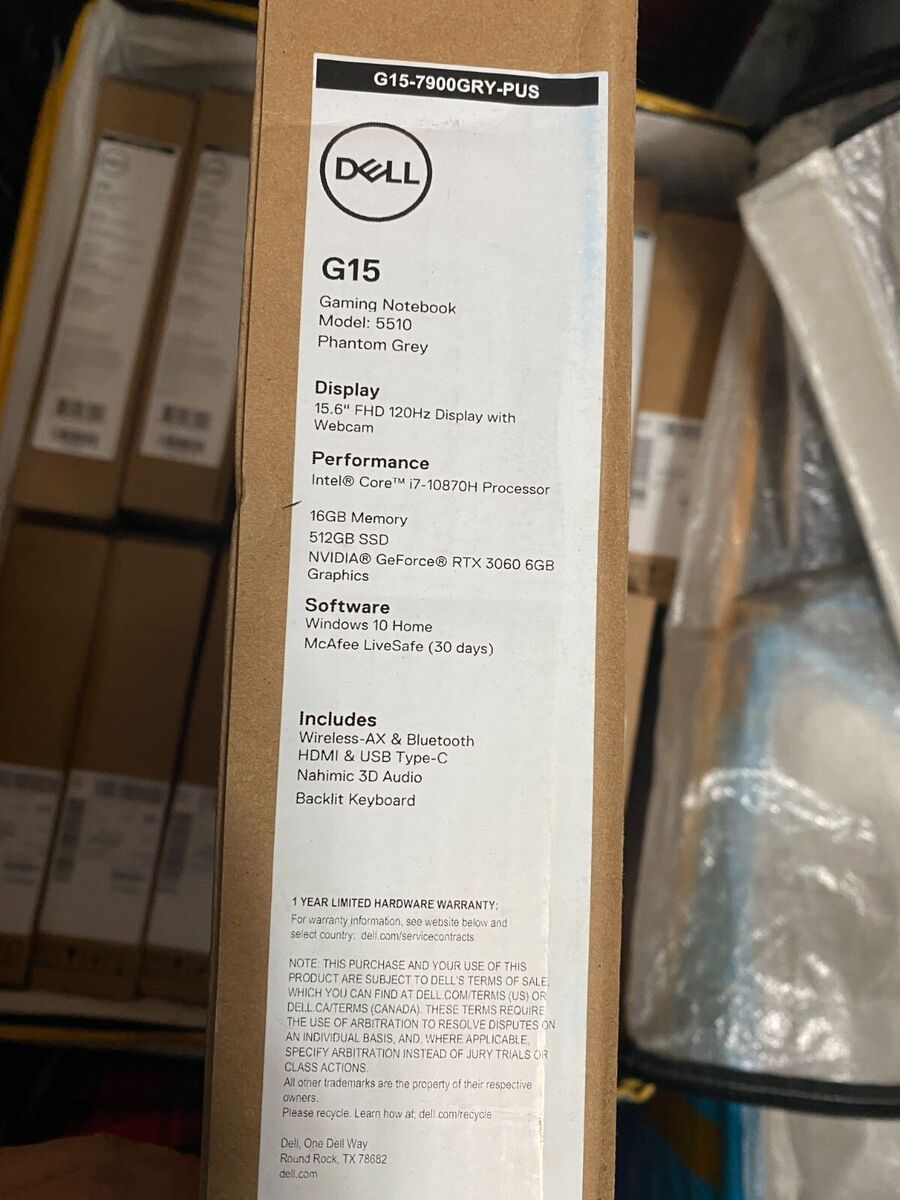 G15-7900GRY-PUS
DELL
G15
Gaming Notebook
Model: 5510
Phantom Grey
Display
15.6" FHD 120Hz Display with
Webcam
Performance
Intel® Core™ i7-10870H Processor
16GB Memory
512GB SSD
NVIDIA® GeForce® RTX 3060 6GB
Graphics
Software
Windows 10 Home
McAfee LiveSafe (30 days)
Includes
Wireless-AX & Bluetooth
HDMI & USB Type-C
Nahimic 3D Audio
Backlit Keyboard
1 YEAR LIMITED HARDWARE WARRANTY:
For warranty information, see website below and
select country: dell.com/servicecontracts
NOTE: THIS PURCHASE AND YOUR USE OF THIS
PRODUCT ARE SUBJECT TO DELL'S TERMS OF SALE,
WHICH YOU CAN FIND AT DELL.COM/TERMS (US) OR
DELL.CA/TERMS (CANADA). THESE TERMS REQUIRE
THE USE OF ARBITRATION TO RESOLVE DISPUTES ON
AN INDIVIDUAL BASIS, AND, WHERE APPLICABLE,
SPECIFY ARBITRATION INSTEAD OF JURY TRIALS OR
CLASS ACTIONS.
All other trademarks are the property of their respective
owners.
Please recycle. Learn how at: dell.com/recycle
Dell, One Dell Way
Round Rock, TX 78682
dell.com